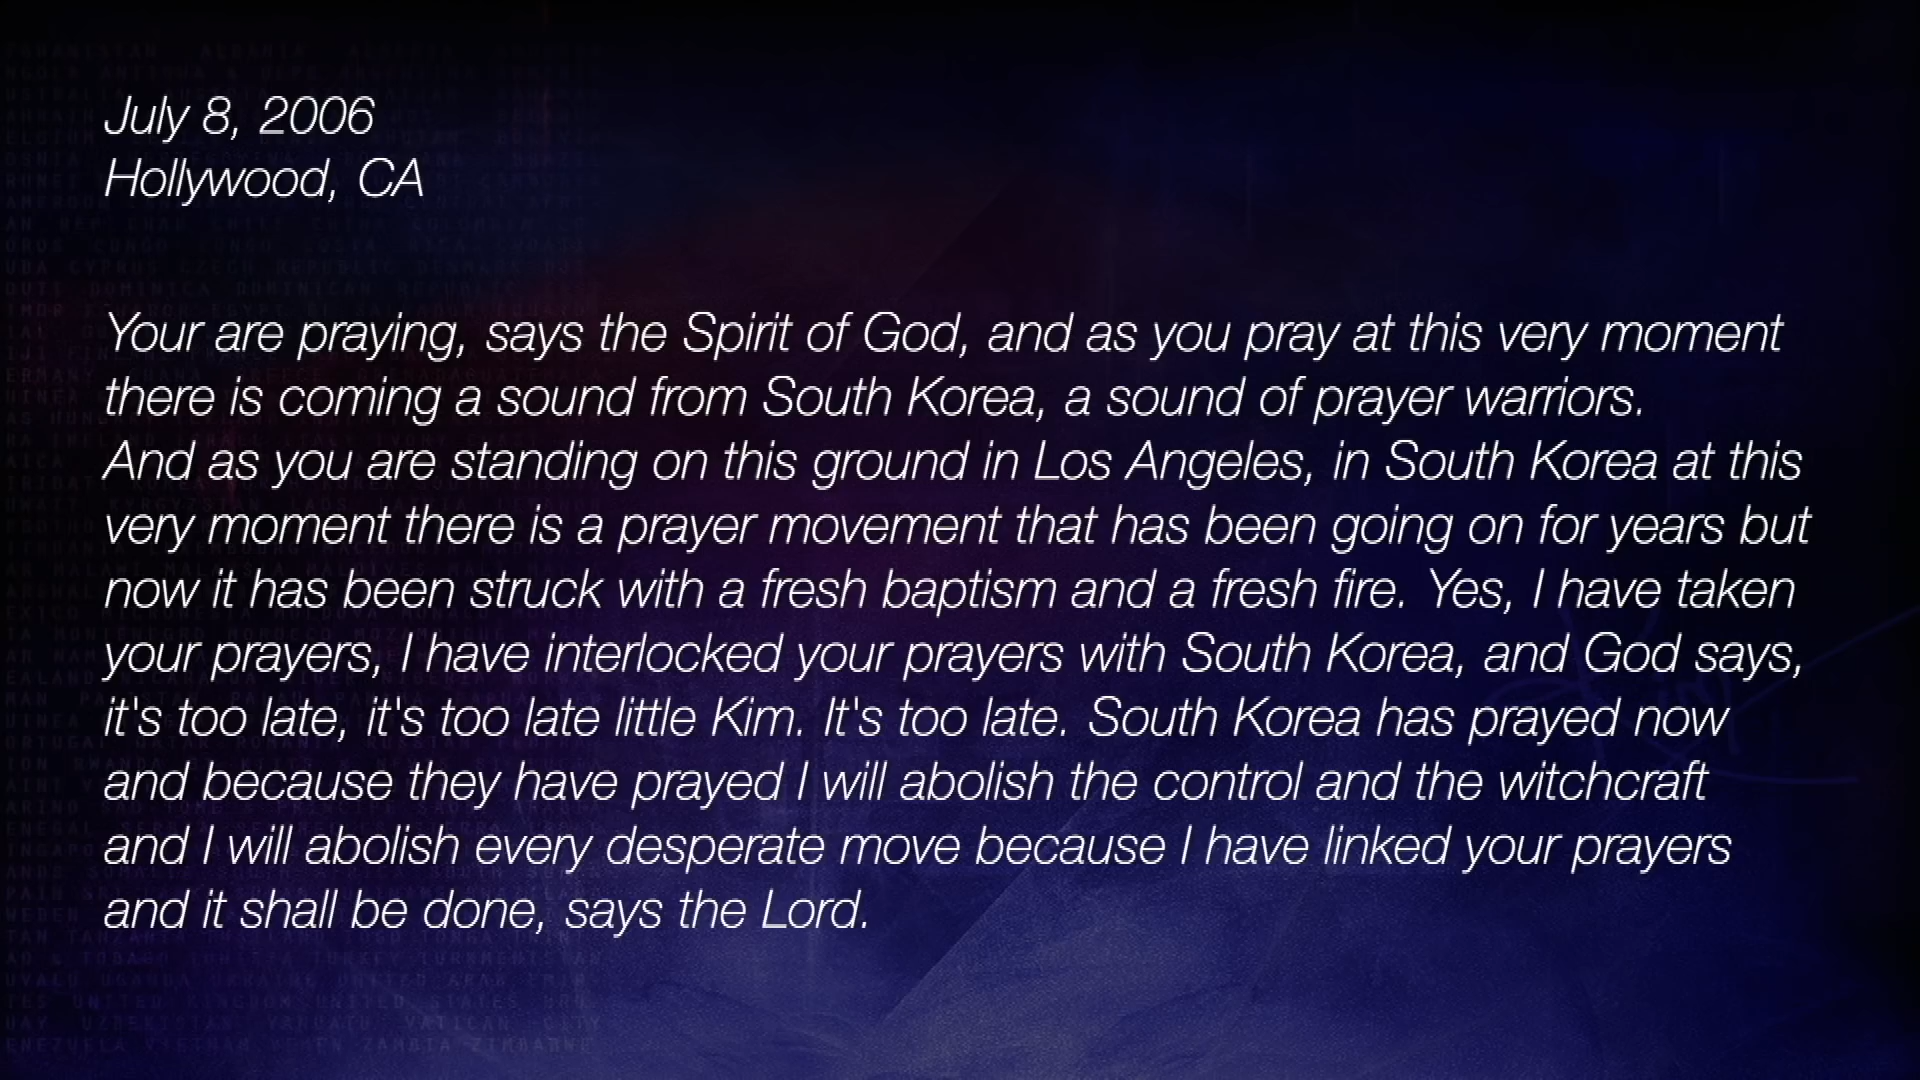 July 8, 2006
Hollywood, CA
Your are praying, says the Spirit of God, and as you pray at this very moment
there is coming a sound from South Korea, a sound of prayer warriors.
And as you are standing on this ground in Los Angeles, in South Korea at this
very moment there is a prayer movement that has been going on for years but
now it has been struck with a fresh baptism and a fresh fire. Yes, I have taken
your prayers, I have interlocked your prayers with South Korea, and God says,
it's too late, it's too late little Kim. It's too late. South Korea has prayed now
and because they have prayed I will abolish the control and the witchcraft
and I will abolish every desperate move because I have linked your prayers
and it shall be done, says the Lord.